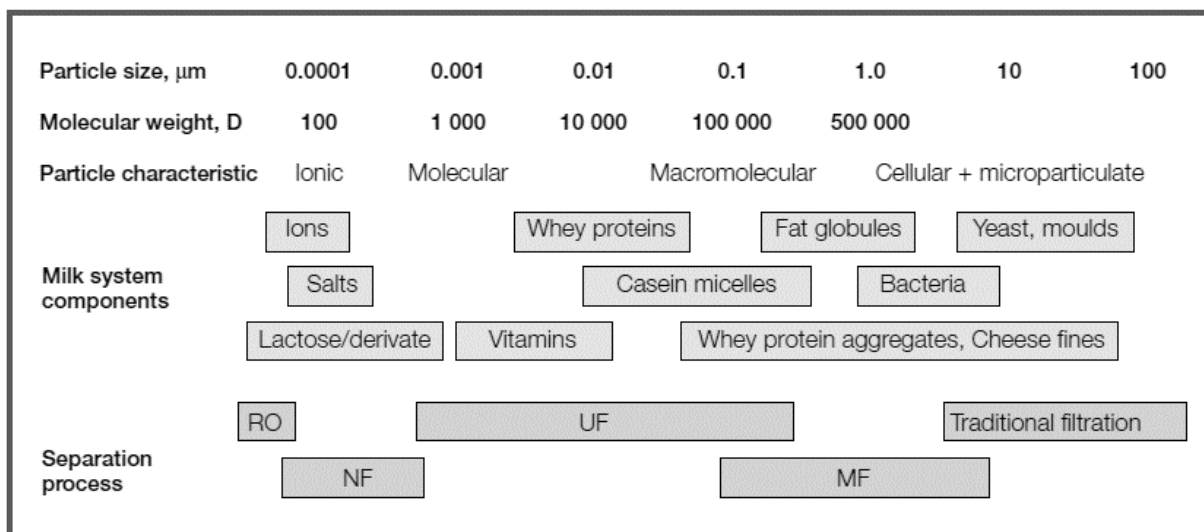 Particle size, μm 0.0001 0.001 0.01 0.1 1.0 10 100
Molecular weight, D 100 1 000 10 000 100 000 500 000
Particle characteristic Ionic Molecular Macromolecular Cellular + microparticulate
Ions Whey proteins Fat globules Yeast, moulds
Milk system
components
Salts Casein micelles Bacteria
Lactose/derivate Vitamins Whey protein aggregates, Cheese fines
RO UF Traditional filtration
Separation
process
NF MF